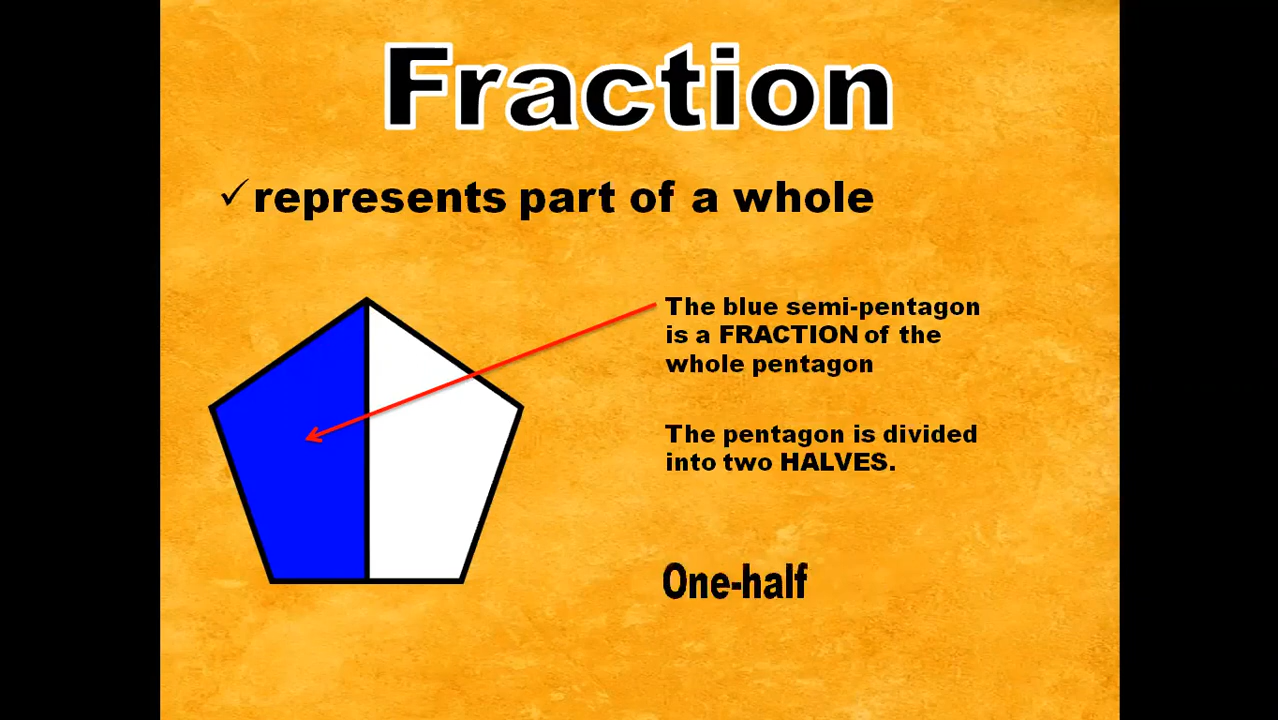 Fraction
✓represents part of a whole
The blue semi-pentagon
is a FRACTION of the
whole pentagon
The pentagon is divided
into two HALVES.
One-half